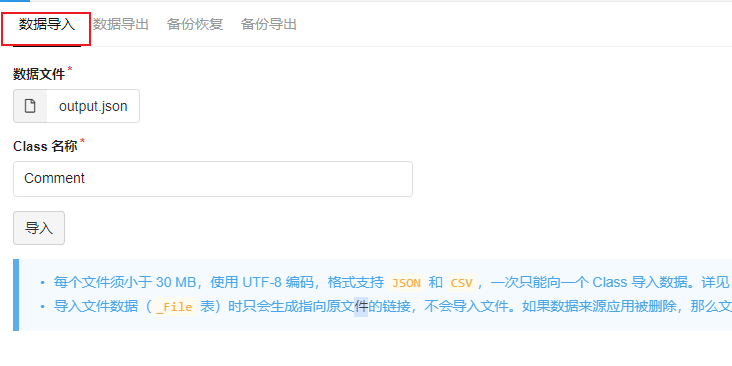 数据导入 数据导出 备份恢复 备份导出
数据文件*
output.json
Class 名称*
Comment
导入
• 每个文件须小于 30 MB，使用 UTF-8 编码，格式支持 JSON 和 CSV ，一次只能向一个 Class 导入数据。详见
• 导入文件数据（ _File 表）时只会生成指向原文件的链接，不会导入文件。如果数据来源应用被删除，那么文